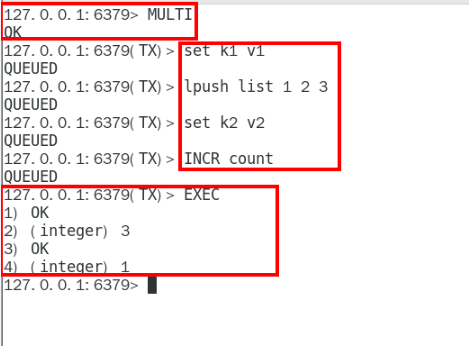 127.0.0.1:6379> MULTI
OK
127.0.0.1:6379(TX)> set k1 v1
QUEUED
127.0.0.1:6379(TX)> lpush list 1 2 3
QUEUED
127.0.0.1:6379(TX)> set k2 v2
QUEUED
127.0.0.1:6379(TX)> INCR count
QUEUED
127.0.0.1:6379(TX)> EXEC
1) OK
2) (integer) 3
3) OK
4) (integer) 1
127.0.0.1:6379>